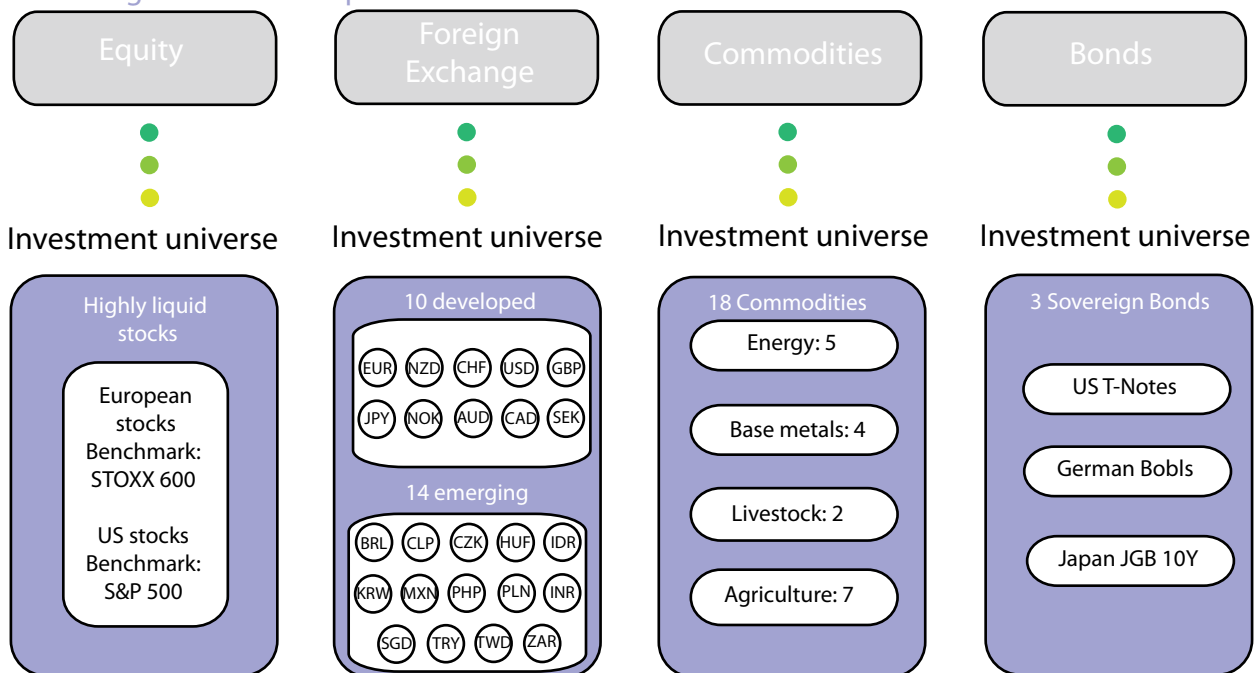 Equity
Foreign
Exchange
Commodities
Bonds
Investment universe
Investment universe
Investment universe
Investment universe
Highly liquid
stocks
European
stocks
Benchmark:
STOXX 600
US stocks
Benchmark:
S&P 500
10 developed
EUR NZD CHF USD GBP
JPY NOK AUD CAD SEK
14 emerging
BRL CLP CZK HUF IDR
KRW MXN PHP PLN INR
SGD TRY TWD ZAR
18 Commodities
Energy: 5
Base metals: 4
Livestock: 2
Agriculture: 7
3 Sovereign Bonds
US T-Notes
German Bobls
Japan JGB 10Y